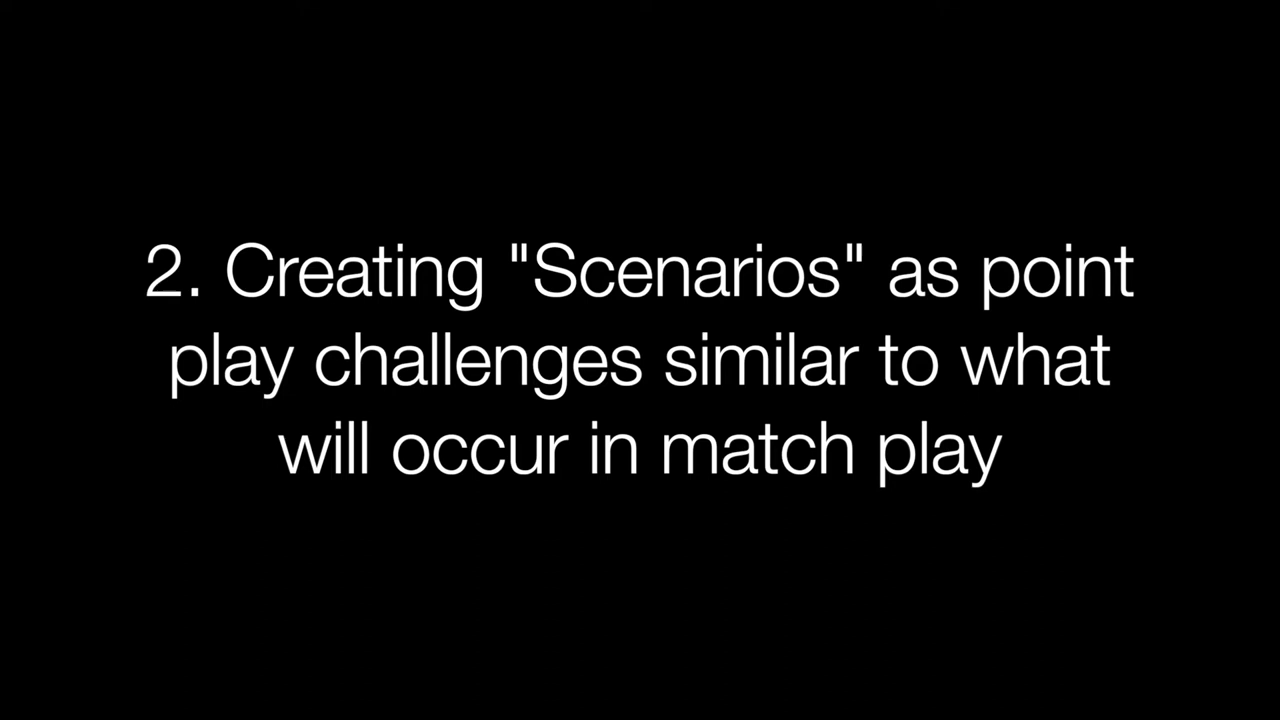 2. Creating "Scenarios" as point
play challenges similar to what
will occur in match play